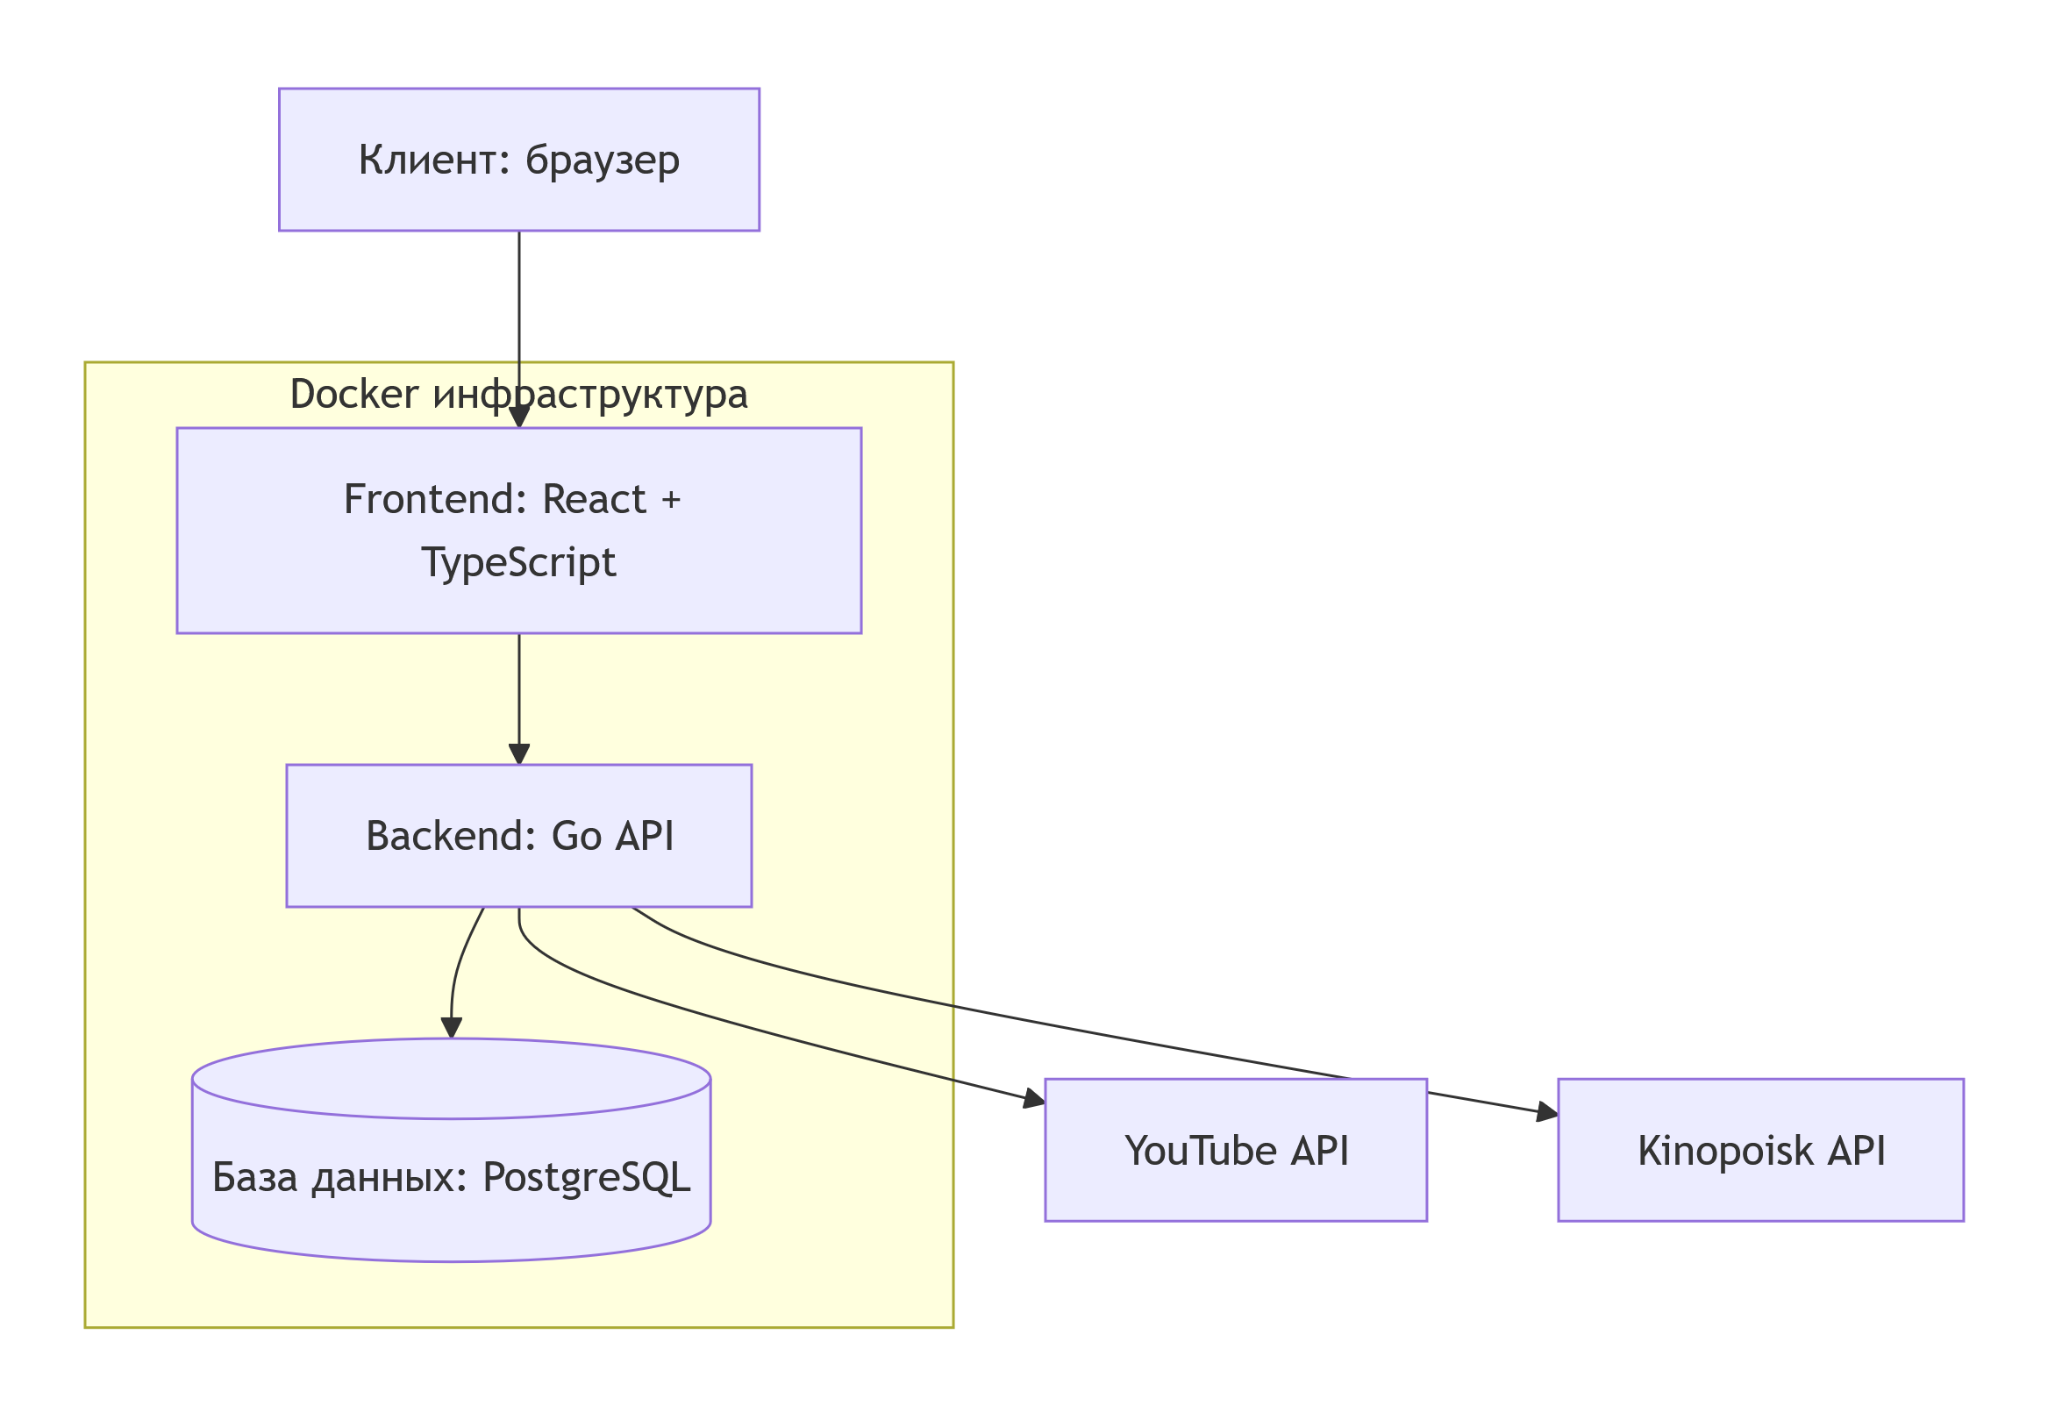 Клиент: браузер
Docker инфраструктура
Frontend: React +
TypeScript
Backend: Go API
База данных: PostgreSQL
YouTube API
Kinopoisk API